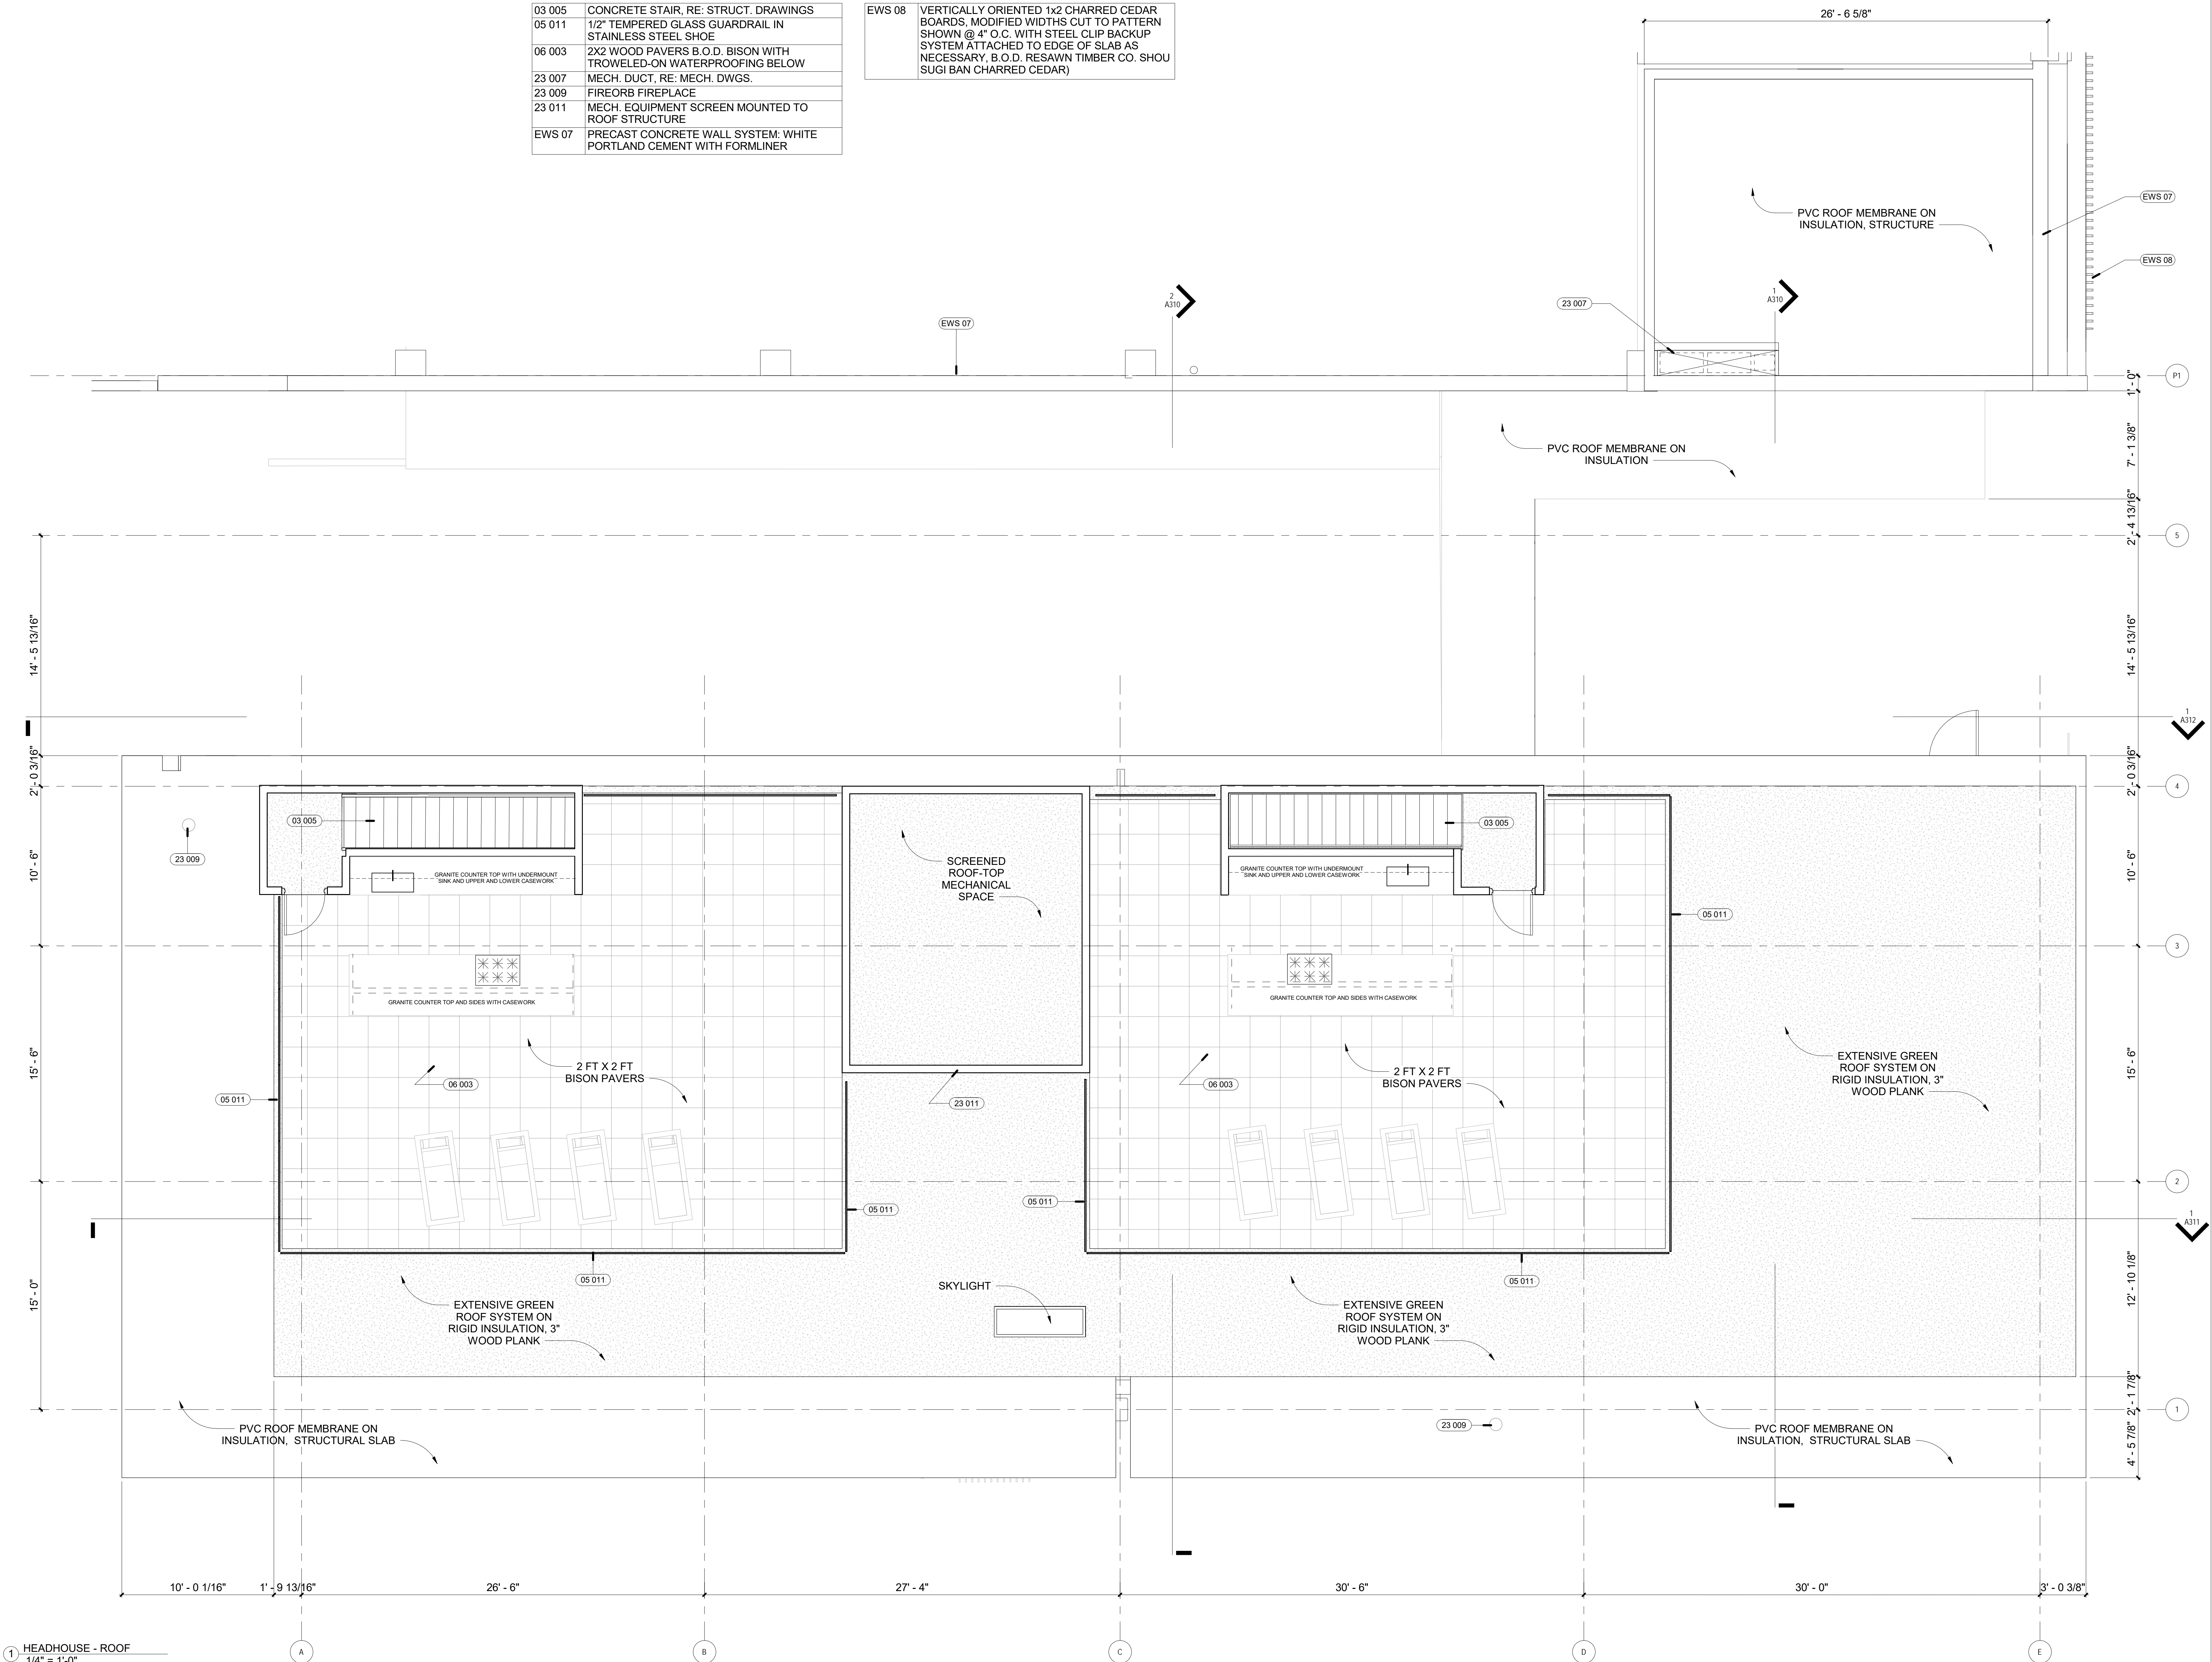 03 005 CONCRETE STAIR, RE: STRUCT. DRAWINGS
05 011 1/2" TEMPERED GLASS GUARDRAIL IN
STAINLESS STEEL SHOE
06 003 2X2 WOOD PAVERS B.O.D. BISON WITH
TROWELED-ON WATERPROOFING BELOW
23 007 MECH. DUCT, RE: MECH. DWGS.
23 009 FIREORB FIREPLACE
23 011 MECH. EQUIPMENT SCREEN MOUNTED TO
ROOF STRUCTURE
EWS 07 PRECAST CONCRETE WALL SYSTEM: WHITE
PORTLAND CEMENT WITH FORMLINER
EWS 08 VERTICALLY ORIENTED 1x2 CHARRED CEDAR
BOARDS, MODIFIED WIDTHS CUT TO PATTERN
SHOWN @ 4" O.C. WITH STEEL CLIP BACKUP
SYSTEM ATTACHED TO EDGE OF SLAB AS
NECESSARY, B.O.D. RESAWN TIMBER CO. SHOU
SUGI BAN CHARRED CEDAR)
26' - 6 5/8"
EWS 07
PVC ROOF MEMBRANE ON
INSULATION, STRUCTURE
EWS 08
2
A310
1
A310
23 007
EWS 07
P1
1' - 0"
7' - 1 3/8"
PVC ROOF MEMBRANE ON
INSULATION
2' - 4 13/16"
5
14' - 5 13/16"
14' - 5 13/16"
1
A312
2' - 0 3/16"
2' - 0 3/16"
4
03 005
03 005
23 009
10' - 6"
10' - 6"
SCREENED
ROOF-TOP
MECHANICAL
SPACE
GRANITE COUNTER TOP WITH UNDERMOUNT
SINK AND UPPER AND LOWER CASEWORK
GRANITE COUNTER TOP WITH UNDERMOUNT
SINK AND UPPER AND LOWER CASEWORK
05 011
3
GRANITE COUNTER TOP AND SIDES WITH CASEWORK
GRANITE COUNTER TOP AND SIDES WITH CASEWORK
15' - 6"
15' - 6"
2 FT X 2 FT
BISON PAVERS
2 FT X 2 FT
BISON PAVERS
EXTENSIVE GREEN
ROOF SYSTEM ON
RIGID INSULATION, 3"
WOOD PLANK
06 003
06 003
05 011
23 011
2
05 011
05 011
1
A311
05 011
05 011
15' - 0"
12' - 10 1/8"
SKYLIGHT
EXTENSIVE GREEN
ROOF SYSTEM ON
RIGID INSULATION, 3"
WOOD PLANK
EXTENSIVE GREEN
ROOF SYSTEM ON
RIGID INSULATION, 3"
WOOD PLANK
2' - 1 7/8"
1
PVC ROOF MEMBRANE ON
INSULATION, STRUCTURAL SLAB
23 009
PVC ROOF MEMBRANE ON
INSULATION, STRUCTURAL SLAB
4' - 5 7/8"
10' - 0 1/16"
1' - 9 13/16"
26' - 6"
27' - 4"
30' - 6"
30' - 0"
3' - 0 3/8"
A
B
C
D
E
1 HEADHOUSE - ROOF
1/4" = 1'-0"